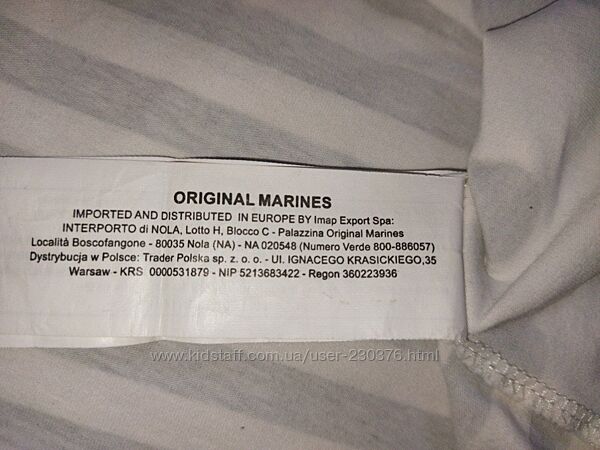 ORIGINAL MARINES
IMPORTED AND DISTRIBUTED IN EUROPE BY Imap Export Spa:
INTERPORTO di NOLA, Lotto H, Blocco C - Palazzina Original Marines
Località Boscofangone - 80035 Nola (NA) - NA 020548 (Numero Verde 800-886057)
Dystrybucja w Polsce: Trader Polska sp. z. o. o. - Ul. IGNACEGO KRASICKIEGO,35
Warsaw - KRS 0000531879 - NIP 5213683422 - Regon 360223936
www.kidstaff.com.ua/user-230376.html